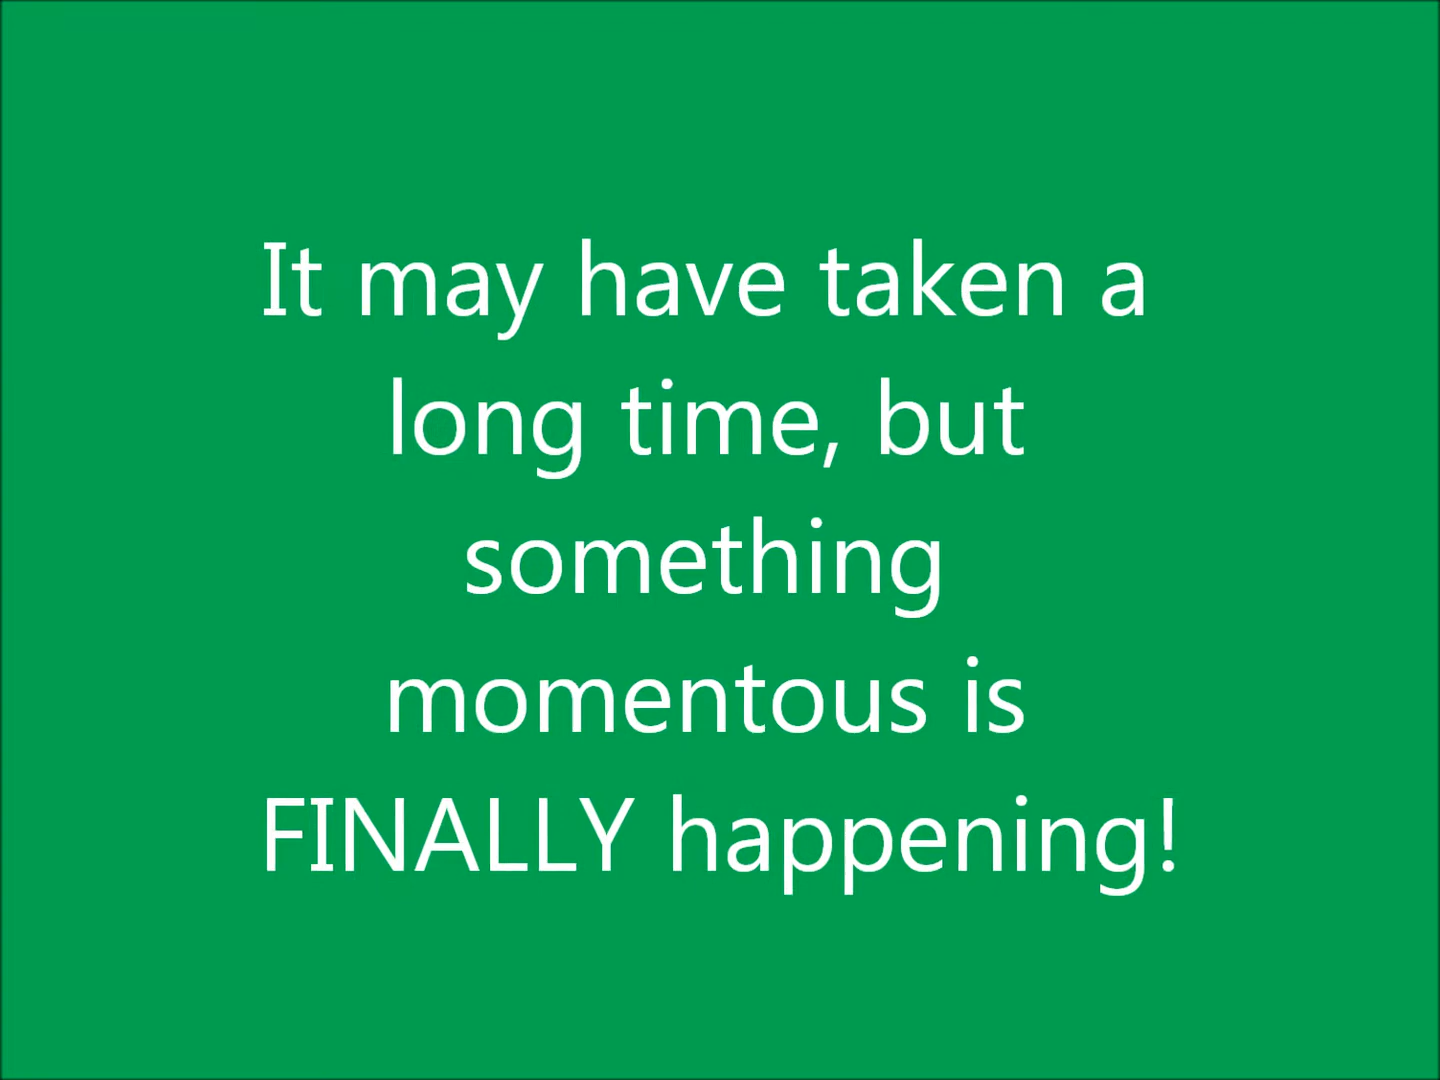 It may have taken a
long time, but
something
momentous is
FINALLY happening!